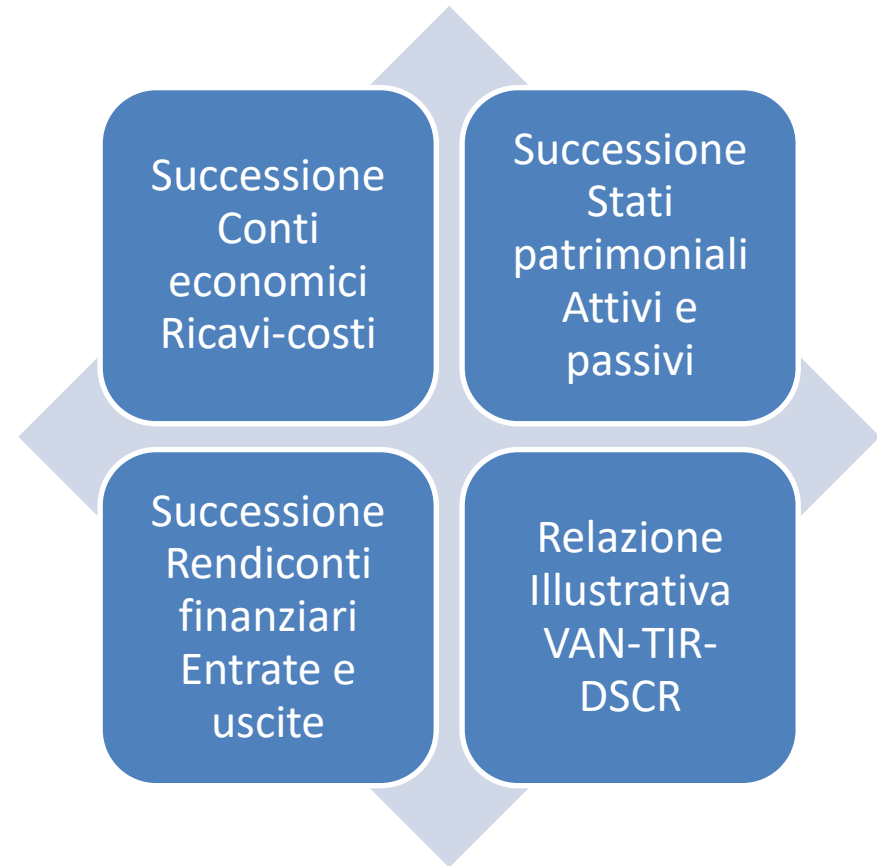 Successione
Conti
economici
Ricavi-costi
Successione
Stati
patrimoniali
Attivi e
passivi
Successione
Rendiconti
finanziari
Entrate e
uscite
Relazione
Illustrativa
VAN-TIR-
DSCR